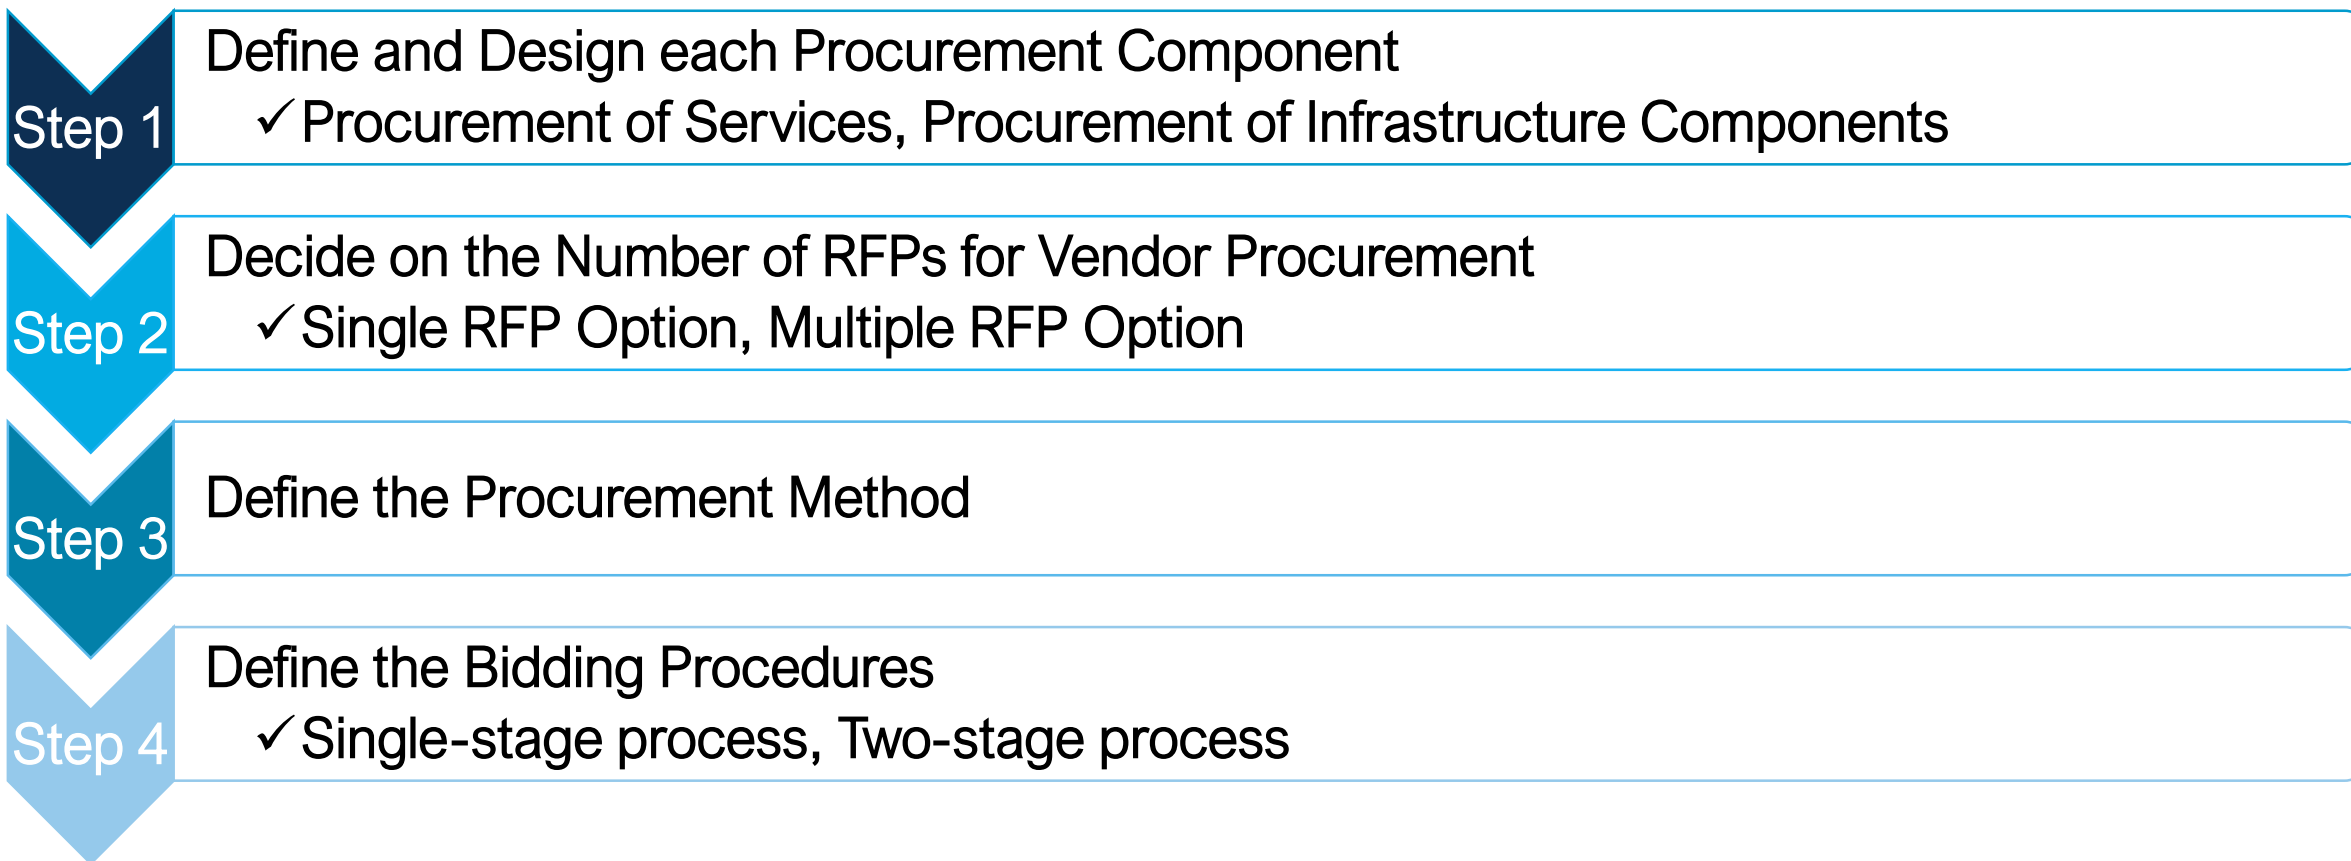 Step 1
Define and Design each Procurement Component
✓ Procurement of Services, Procurement of Infrastructure Components
Step 2
Decide on the Number of RFPs for Vendor Procurement
✓ Single RFP Option, Multiple RFP Option
Step 3
Define the Procurement Method
Step 4
Define the Bidding Procedures
✓ Single-stage process, Two-stage process